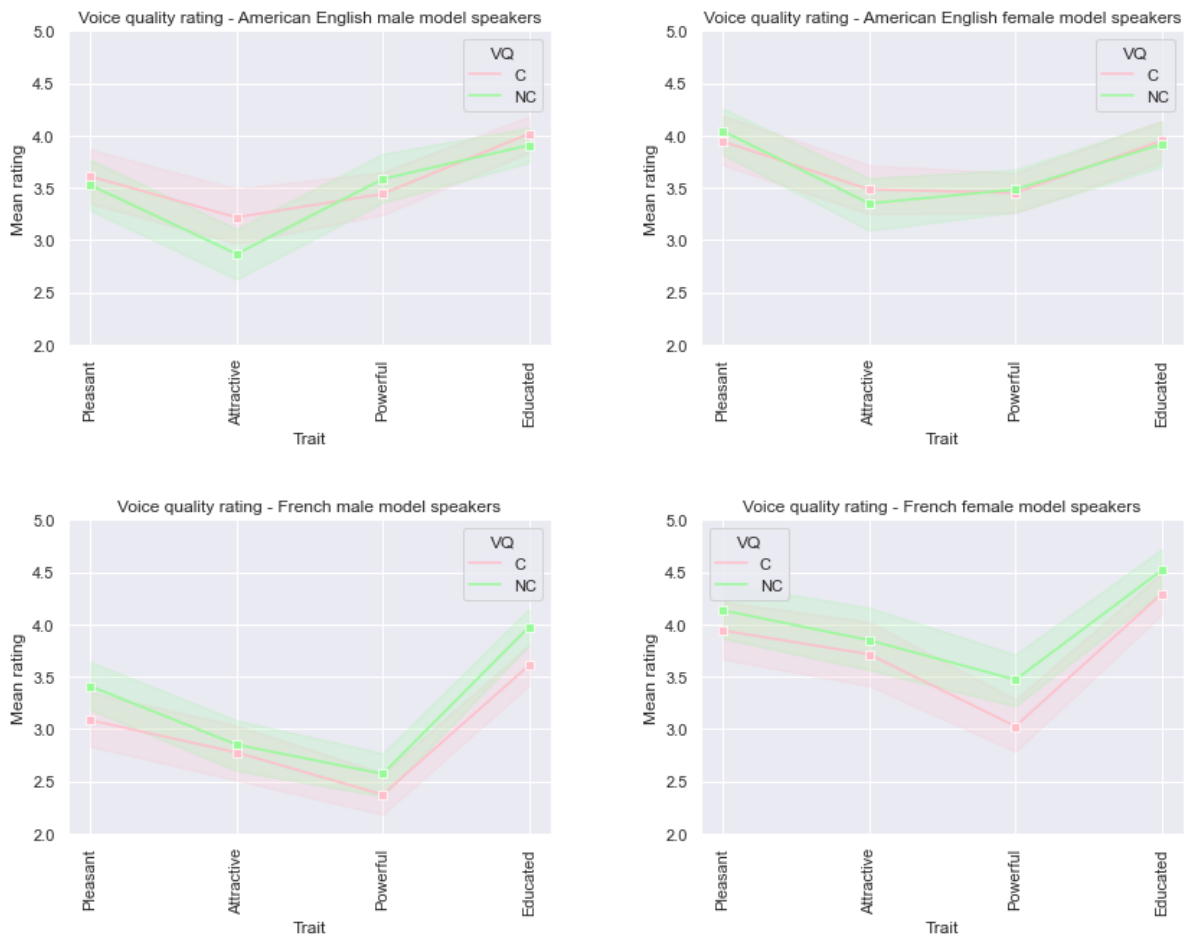 Voice quality rating - American English male model speakers
5.0
4.5
4.0
3.5
3.0
2.5
2.0
Mean rating
VQ
C
NC
Pleasant
Attractive
Powerful
Educated
Trait
Voice quality rating - American English female model speakers
5.0
4.5
4.0
3.5
3.0
2.5
2.0
Mean rating
VQ
C
NC
Pleasant
Attractive
Powerful
Educated
Trait
Voice quality rating - French male model speakers
5.0
4.5
4.0
3.5
3.0
2.5
2.0
Mean rating
VQ
C
NC
Pleasant
Attractive
Powerful
Educated
Trait
Voice quality rating - French female model speakers
5.0
4.5
4.0
3.5
3.0
2.5
2.0
Mean rating
VQ
C
NC
Pleasant
Attractive
Powerful
Educated
Trait